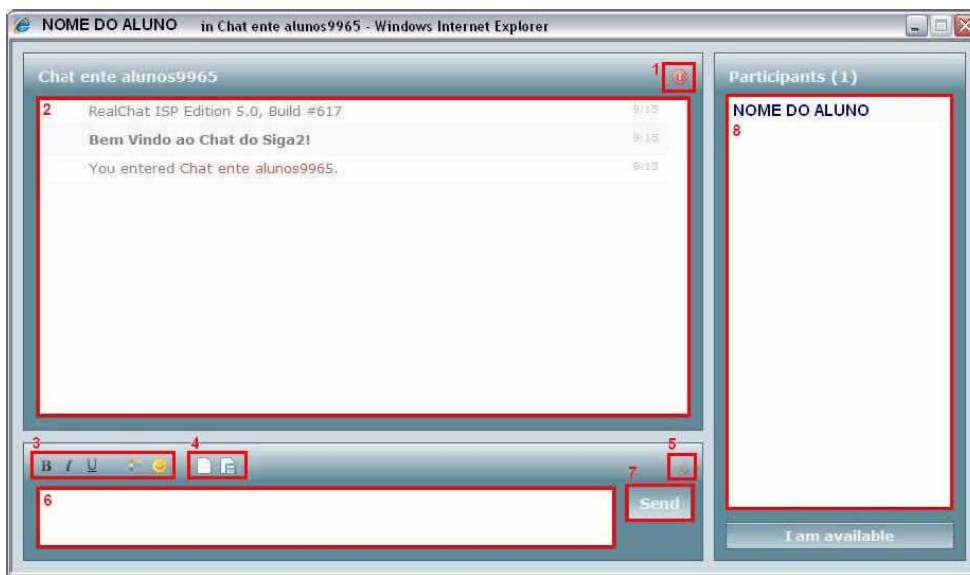 NOME DO ALUNO in Chat ente alunos9965 - Windows Internet Explorer
Chat ente alunos9965
1
Participants (1)
2
RealChat ISP Edition 5.0, Build #617 9:15
Bem Vindo ao Chat do Siga2! 9:15
You entered Chat ente alunos9965. 9:15
NOME DO ALUNO
8
3
4
5
B I U
7
6
Send
I am available